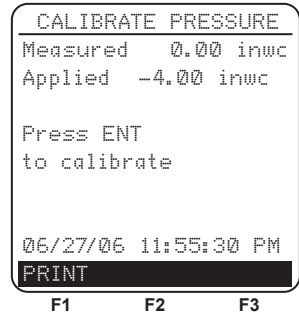 CALIBRATE PRESSURE
Measured 0.00 inwc
Applied -4.00 inwc
Press ENT
to calibrate
06/27/06 11:55:30 PM
PRINT
F1 F2 F3